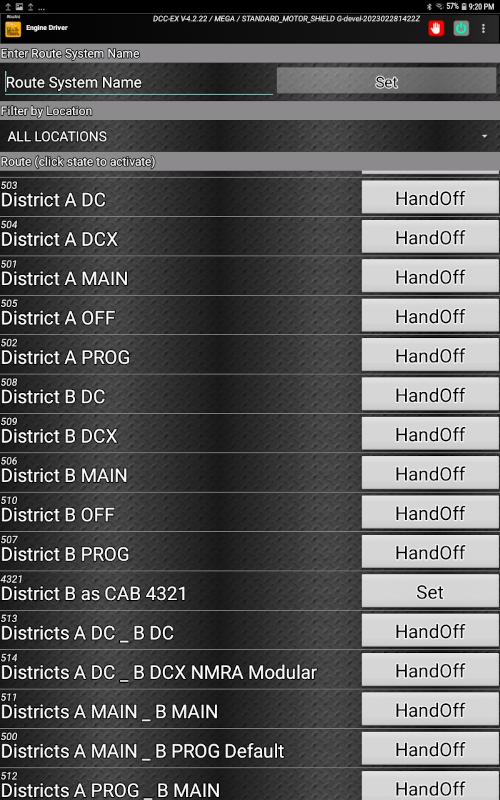 57% 9:20 PM
Routes
Engine Driver
DCC-EX V-4.2.22 / MEGA / STANDARD_MOTOR_SHIELD G-devel-202302281422Z
Enter Route System Name
Route System Name
Set
Filter by Location
ALL LOCATIONS
Route (click state to activate)
503
District A DC HandOff
504
District A DCX HandOff
501
District A MAIN HandOff
505
District A OFF HandOff
502
District A PROG HandOff
508
District B DC HandOff
509
District B DCX HandOff
506
District B MAIN HandOff
510
District B OFF HandOff
507
District B PROG HandOff
4321
District B as CAB 4321 Set
513
Districts A DC _ B DC HandOff
514
Districts A DC _ B DCX NMRA Modular HandOff
511
Districts A MAIN _ B MAIN HandOff
500
Districts A MAIN _ B PROG Default HandOff
512
Districts A PROG _ B MAIN HandOff